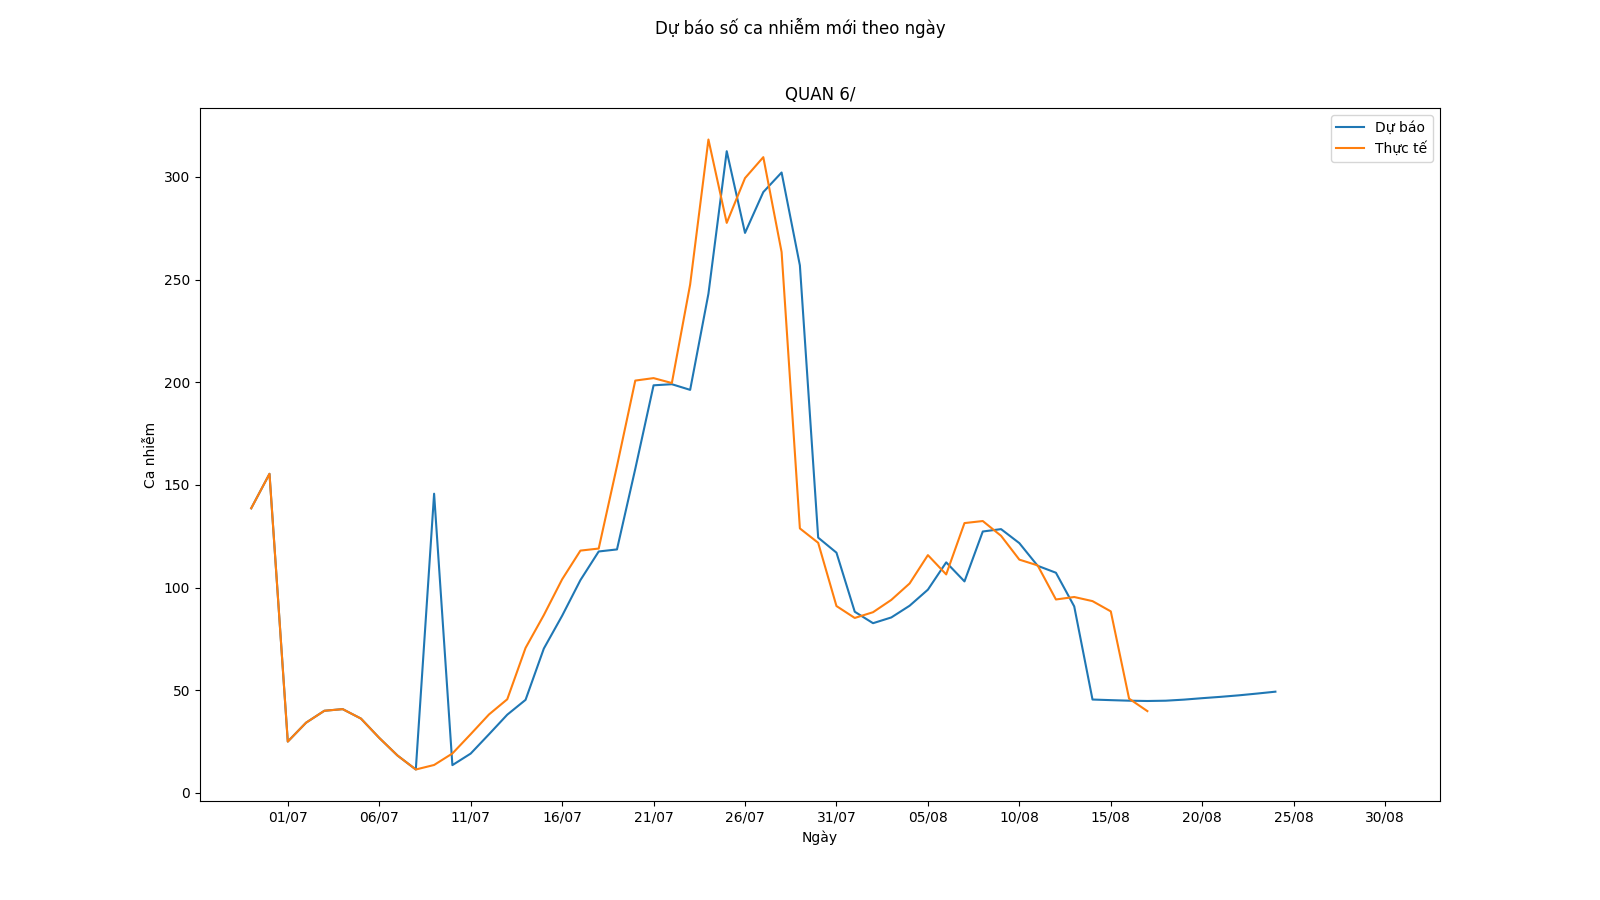 Dự báo số ca nhiễm mới theo ngày
QUAN 6/
Dự báo
Thực tế
300
250
200
150
100
50
0
Ca nhiễm
01/07 06/07 11/07 16/07 21/07 26/07 31/07 05/08 10/08 15/08 20/08 25/08 30/08
Ngày